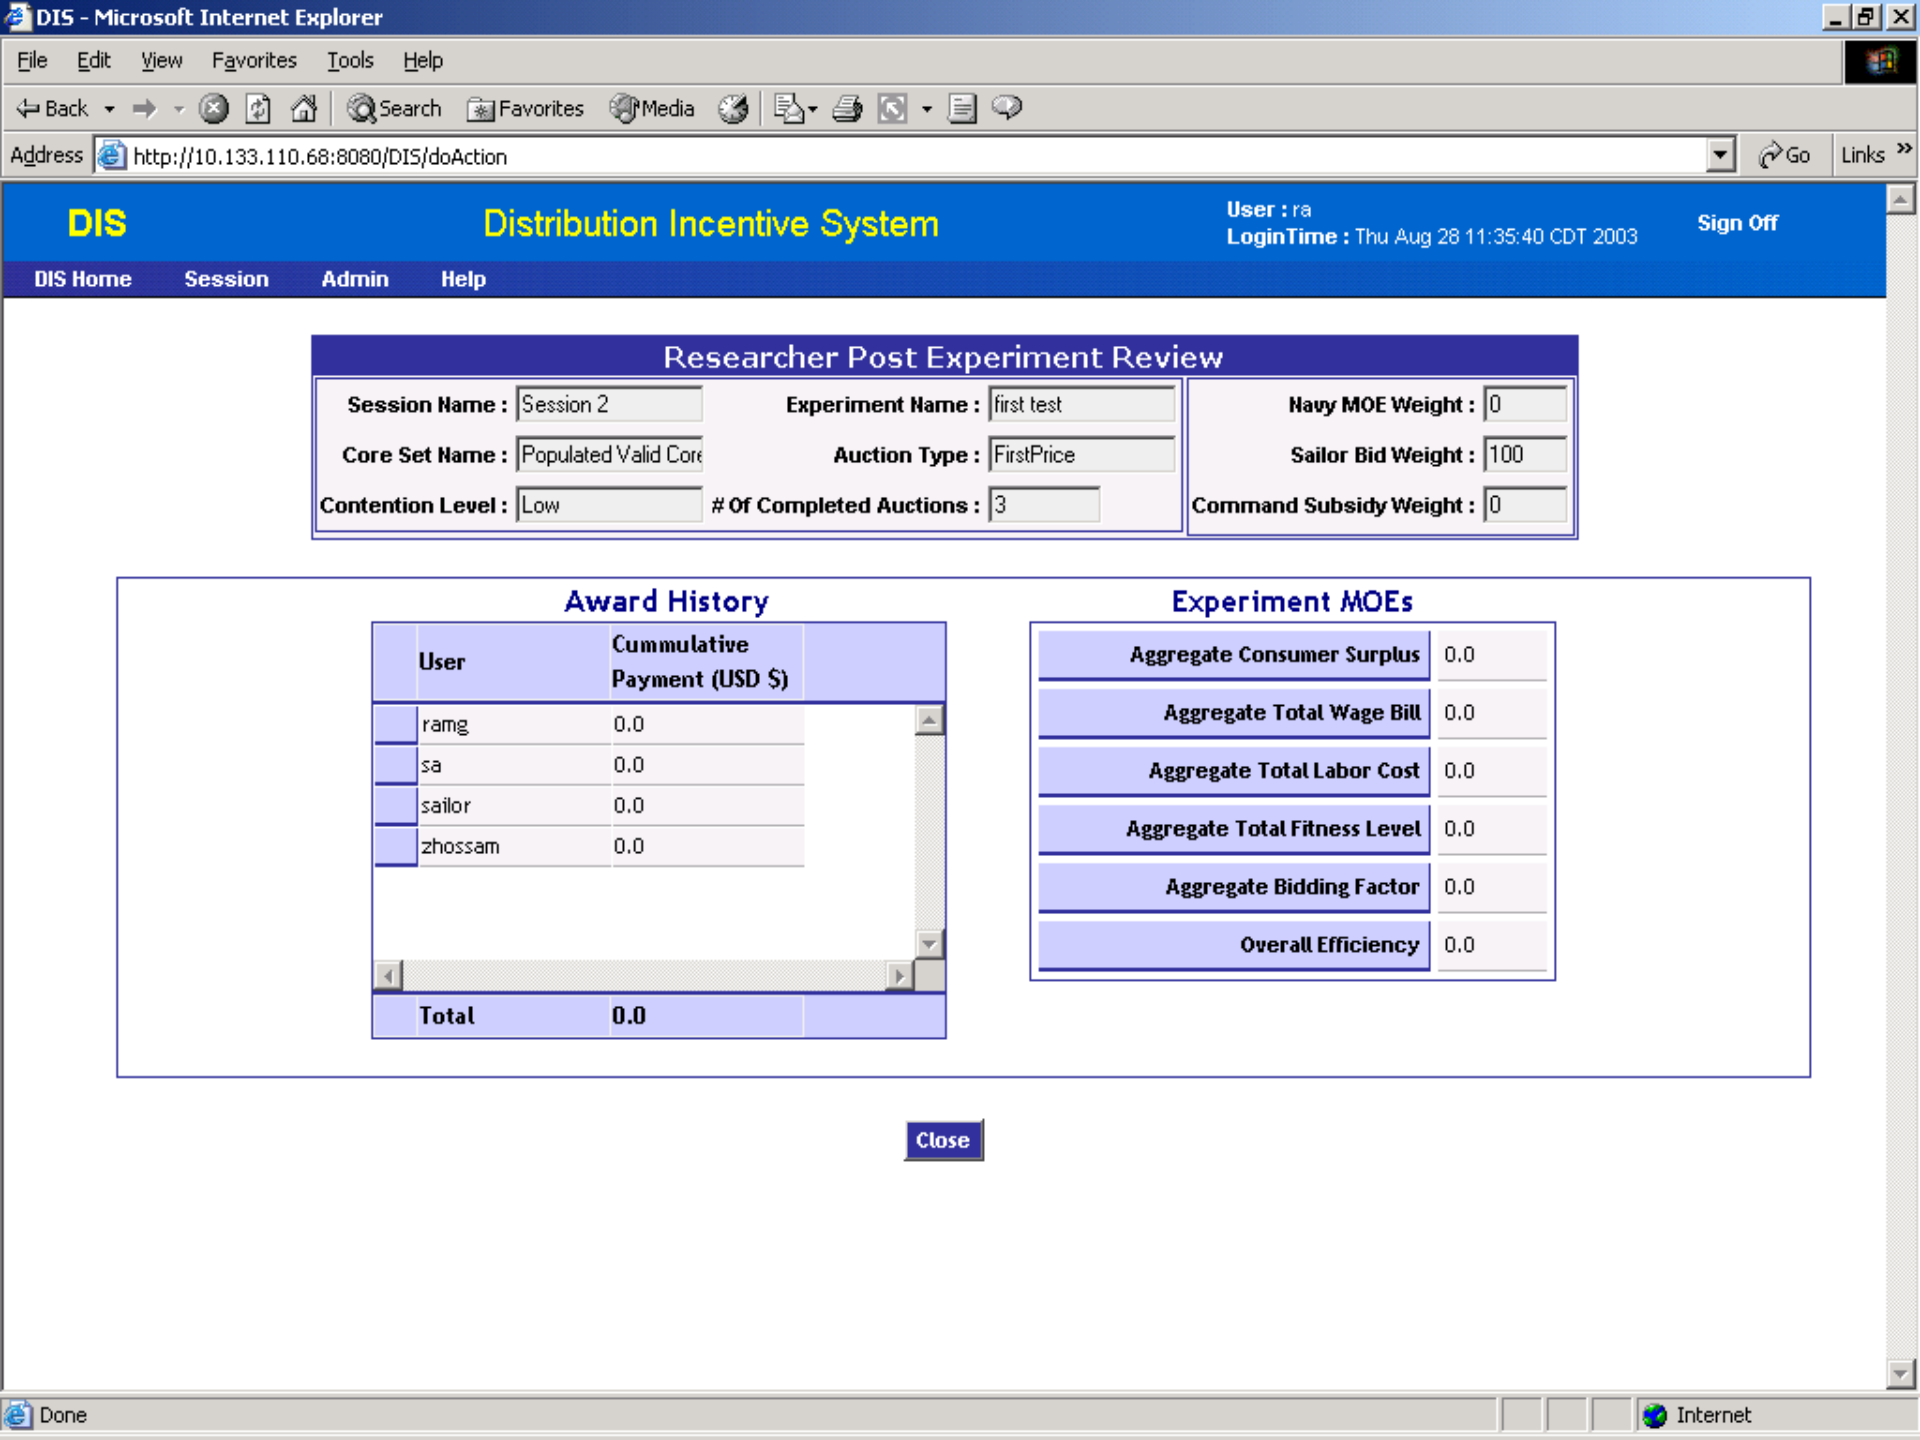 DIS - Microsoft Internet Explorer
File Edit View Favorites Tools Help
Back Search Favorites Media
Address http://10.133.110.68:8080/DIS/doAction Go Links »
DIS Distribution Incentive System User : ra Sign Off
LoginTime : Thu Aug 28 11:35:40 CDT 2003
DIS Home Session Admin Help
Researcher Post Experiment Review
Session Name : Session 2 Experiment Name : first test Navy MOE Weight : 0
Core Set Name : Populated Valid Core Auction Type : FirstPrice Sailor Bid Weight : 100
Contention Level : Low # Of Completed Auctions : 3 Command Subsidy Weight : 0
Award History
User Cummulative Payment (USD $)
ramg 0.0
sa 0.0
sailor 0.0
zhossam 0.0
Total 0.0
Experiment MOEs
Aggregate Consumer Surplus 0.0
Aggregate Total Wage Bill 0.0
Aggregate Total Labor Cost 0.0
Aggregate Total Fitness Level 0.0
Aggregate Bidding Factor 0.0
Overall Efficiency 0.0
Close
Done Internet